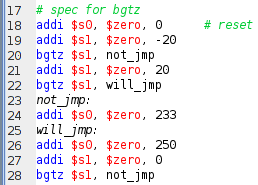 17 # spec for bgtz
18 addi $s0, $zero, 0 # reset
19 addi $s1, $zero, -20
20 bgtz $s1, not_jmp
21 addi $s1, $zero, 20
22 bgtz $s1, will_jmp
23 not_jmp:
24 addi $s0, $zero, 233
25 will_jmp:
26 addi $s0, $zero, 250
27 addi $s1, $zero, 0
28 bgtz $s1, not_jmp